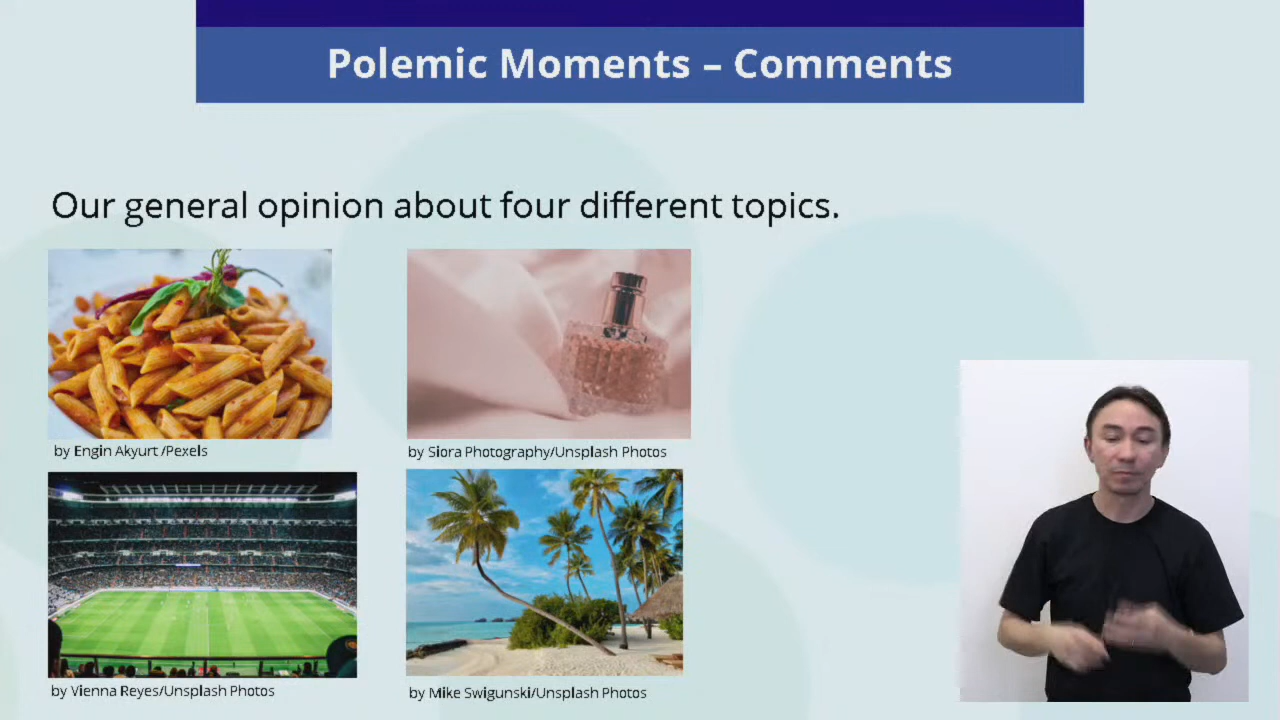 Polemic Moments – Comments
Our general opinion about four different topics.
by Engin Akyurt /Pexels
by Siora Photography/Unsplash Photos
by Vienna Reyes/Unsplash Photos
by Mike Swigunski/Unsplash Photos